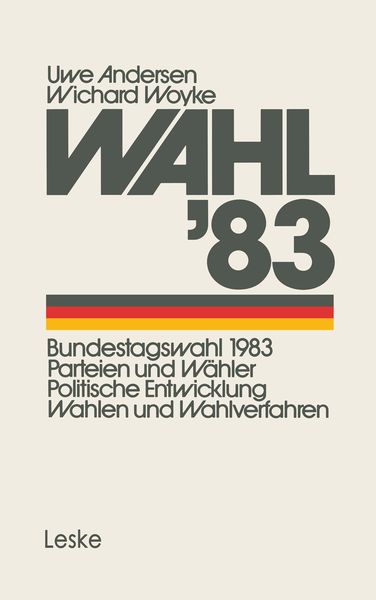 Uwe Andersen
Wichard Woyke
WAHL
'83
Bundestagswahl 1983
Parteien und Wähler
Politische Entwicklung
Wahlen und Wahlverfahren
Leske